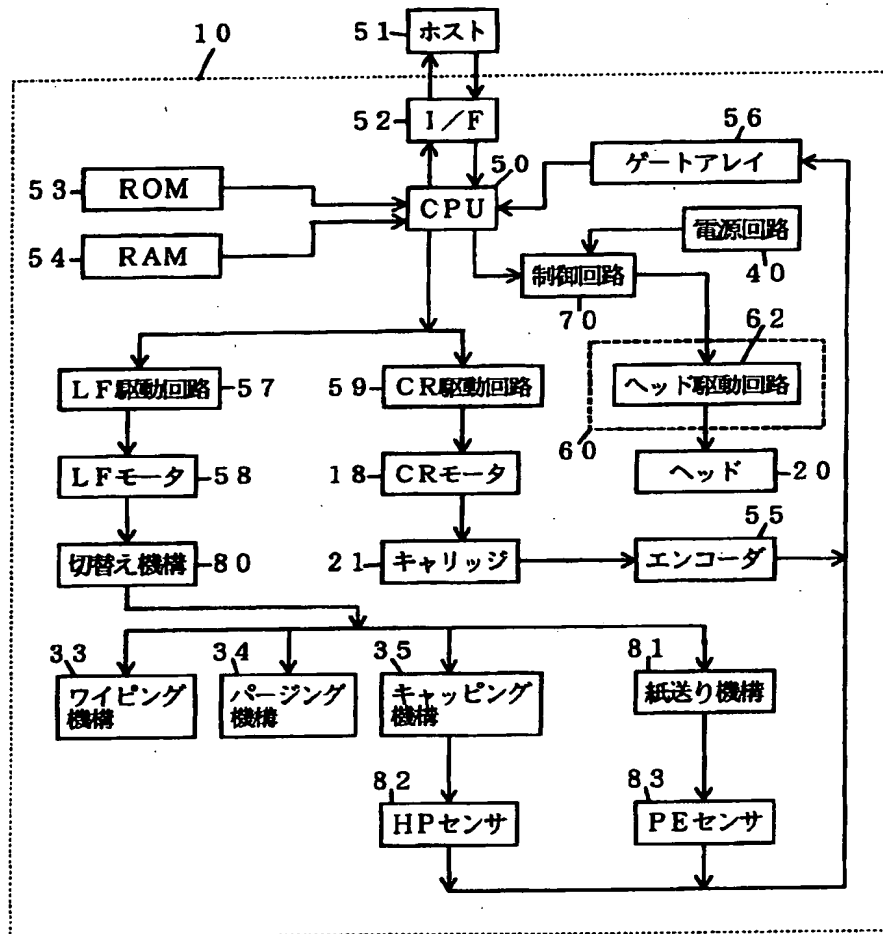 10
51 ホスト
52 I/F
56
ゲートアレイ
53 ROM
50
CPU
54 RAM
電源回路
40
制御回路
70
62
LF駆動回路 57
59 CR駆動回路
ヘッド駆動回路
60
LFモータ 58
18 CRモータ
ヘッド 20
55
切替え機構 80
21 キャリッジ
エンコーダ
33
ワイピング
機構
34
パージング
機構
35
キャッピング
機構
81
紙送り機構
82
HPセンサ
83
PEセンサ